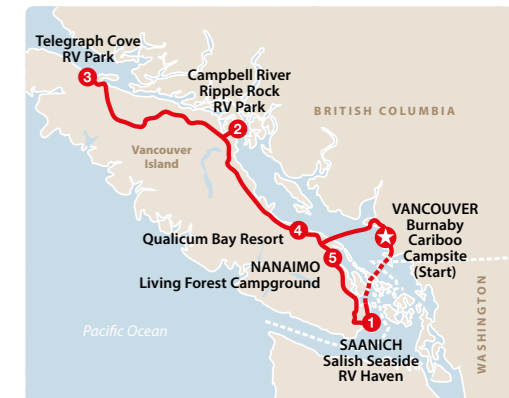 Telegraph Cove
RV Park
3
Campbell River
Ripple Rock
RV Park
2
BRITISH COLUMBIA
Vancouver
Island
VANCOUVER
Burnaby
Cariboo
Campsite
(Start)
4
Qualicum Bay Resort
5
NANAIMO
Living Forest Campground
Pacific Ocean
1
SAANICH
Salish Seaside
RV Haven
WASHINGTON